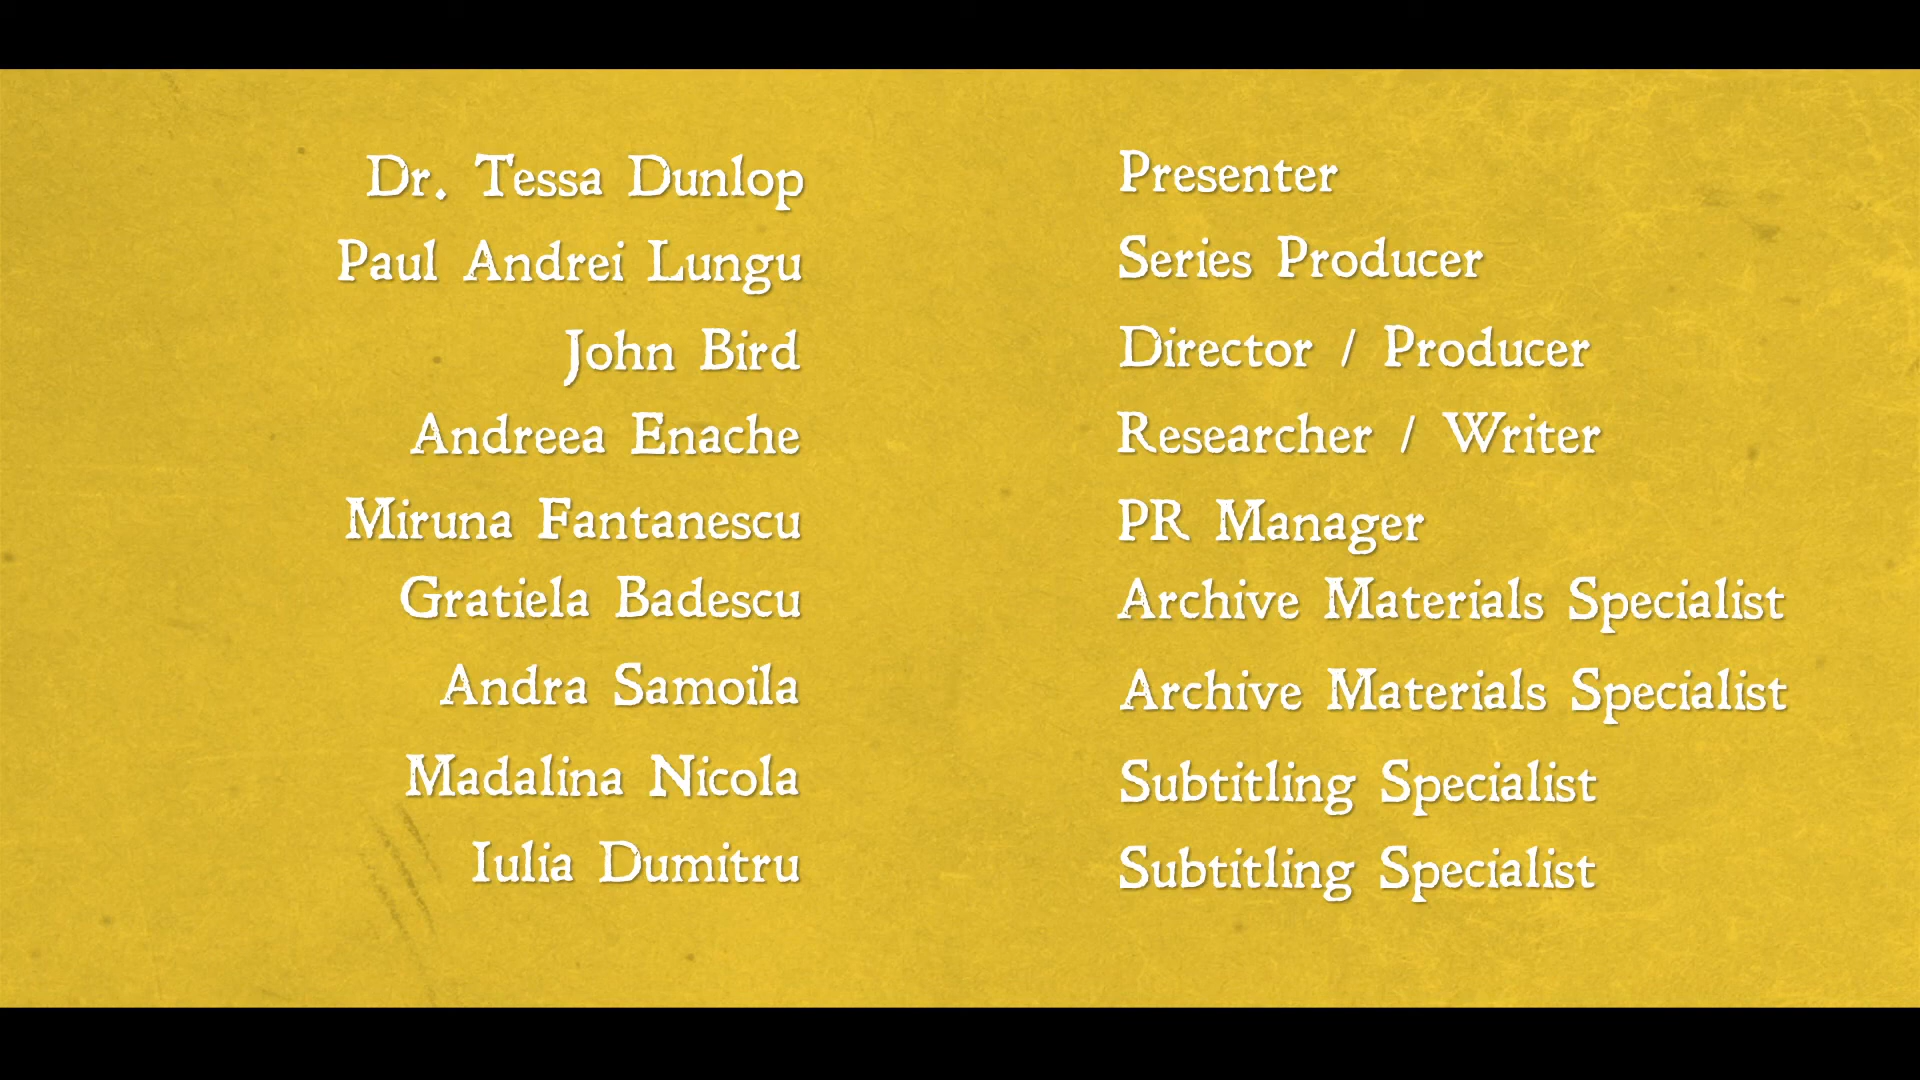 Dr. Tessa Dunlop Presenter
Paul Andrei Lungu Series Producer
John Bird Director / Producer
Andreea Enache Researcher / Writer
Miruna Fantanescu PR Manager
Gratiela Badescu Archive Materials Specialist
Andra Samoila Archive Materials Specialist
Madalina Nicola Subtitling Specialist
Iulia Dumitru Subtitling Specialist